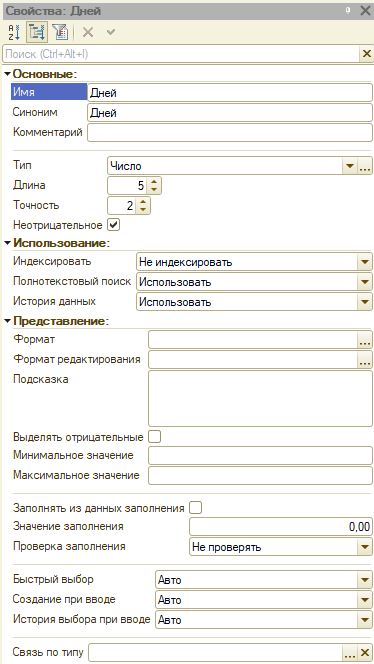 Свойства: Дней
Поиск (Ctrl+Alt+I)
Основные:
Имя Дней
Синоним Дней
Комментарий
Тип Число
Длина 5
Точность 2
Неотрицательное
Использование:
Индексировать Не индексировать
Полнотекстовый поиск Использовать
История данных Использовать
Представление:
Формат
Формат редактирования
Подсказка
Выделять отрицательные
Минимальное значение
Максимальное значение
Заполнять из данных заполнения
Значение заполнения 0,00
Проверка заполнения Не проверять
Быстрый выбор Авто
Создание при вводе Авто
История выбора при вводе Авто
Связь по типу